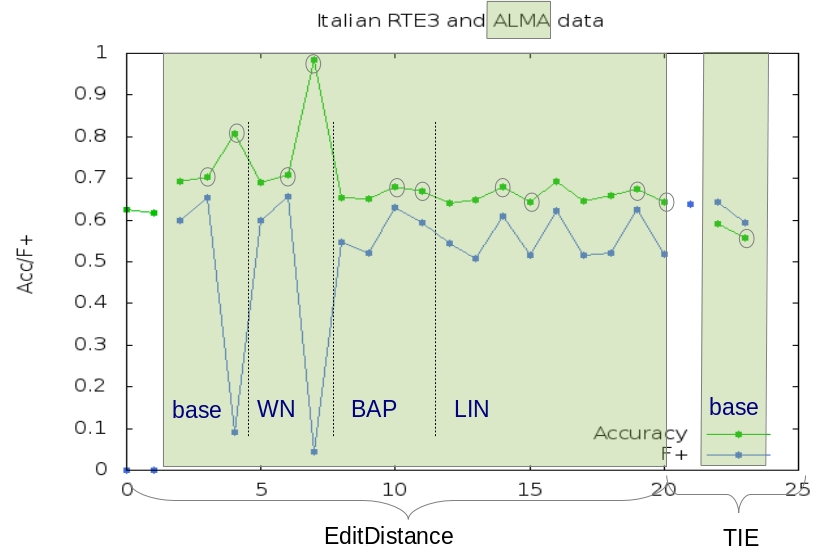 Italian RTE3 and ALMA data
1
0.9
0.8
0.7
0.6
0.5
0.4
0.3
0.2
0.1
0
Acc/F+
base WN BAP LIN base
Accuracy
F+
0 5 10 15 20 25
EditDistance TIE